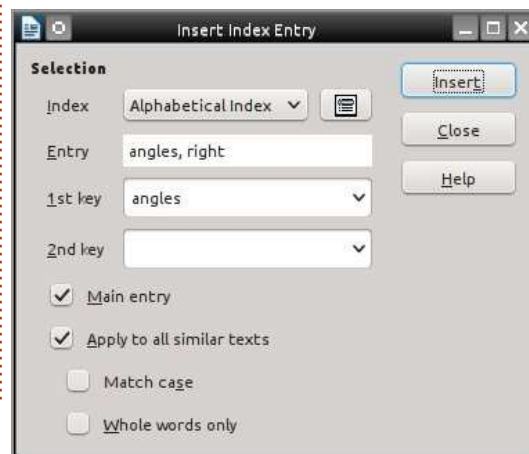 Insert Index Entry
Selection
Index Alphabetical Index
Entry angles, right
1st key angles
2nd key
Main entry
Apply to all similar texts
Match case
Whole words only
Insert
Close
Help